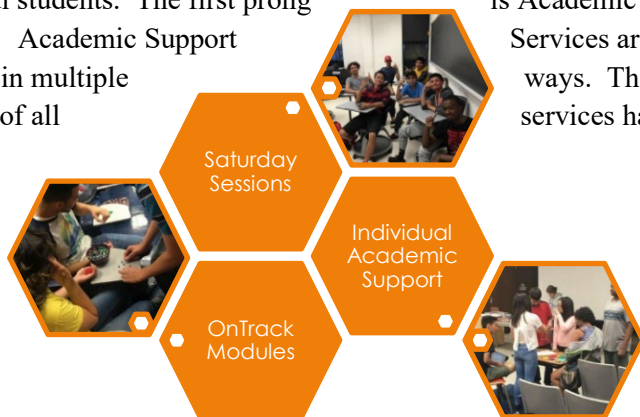 al students. The first prong is Academic
Academic Support Services ar
in multiple ways. Th
of all services ha
Saturday
Sessions
Individual
Academic
Support
OnTrack
Modules